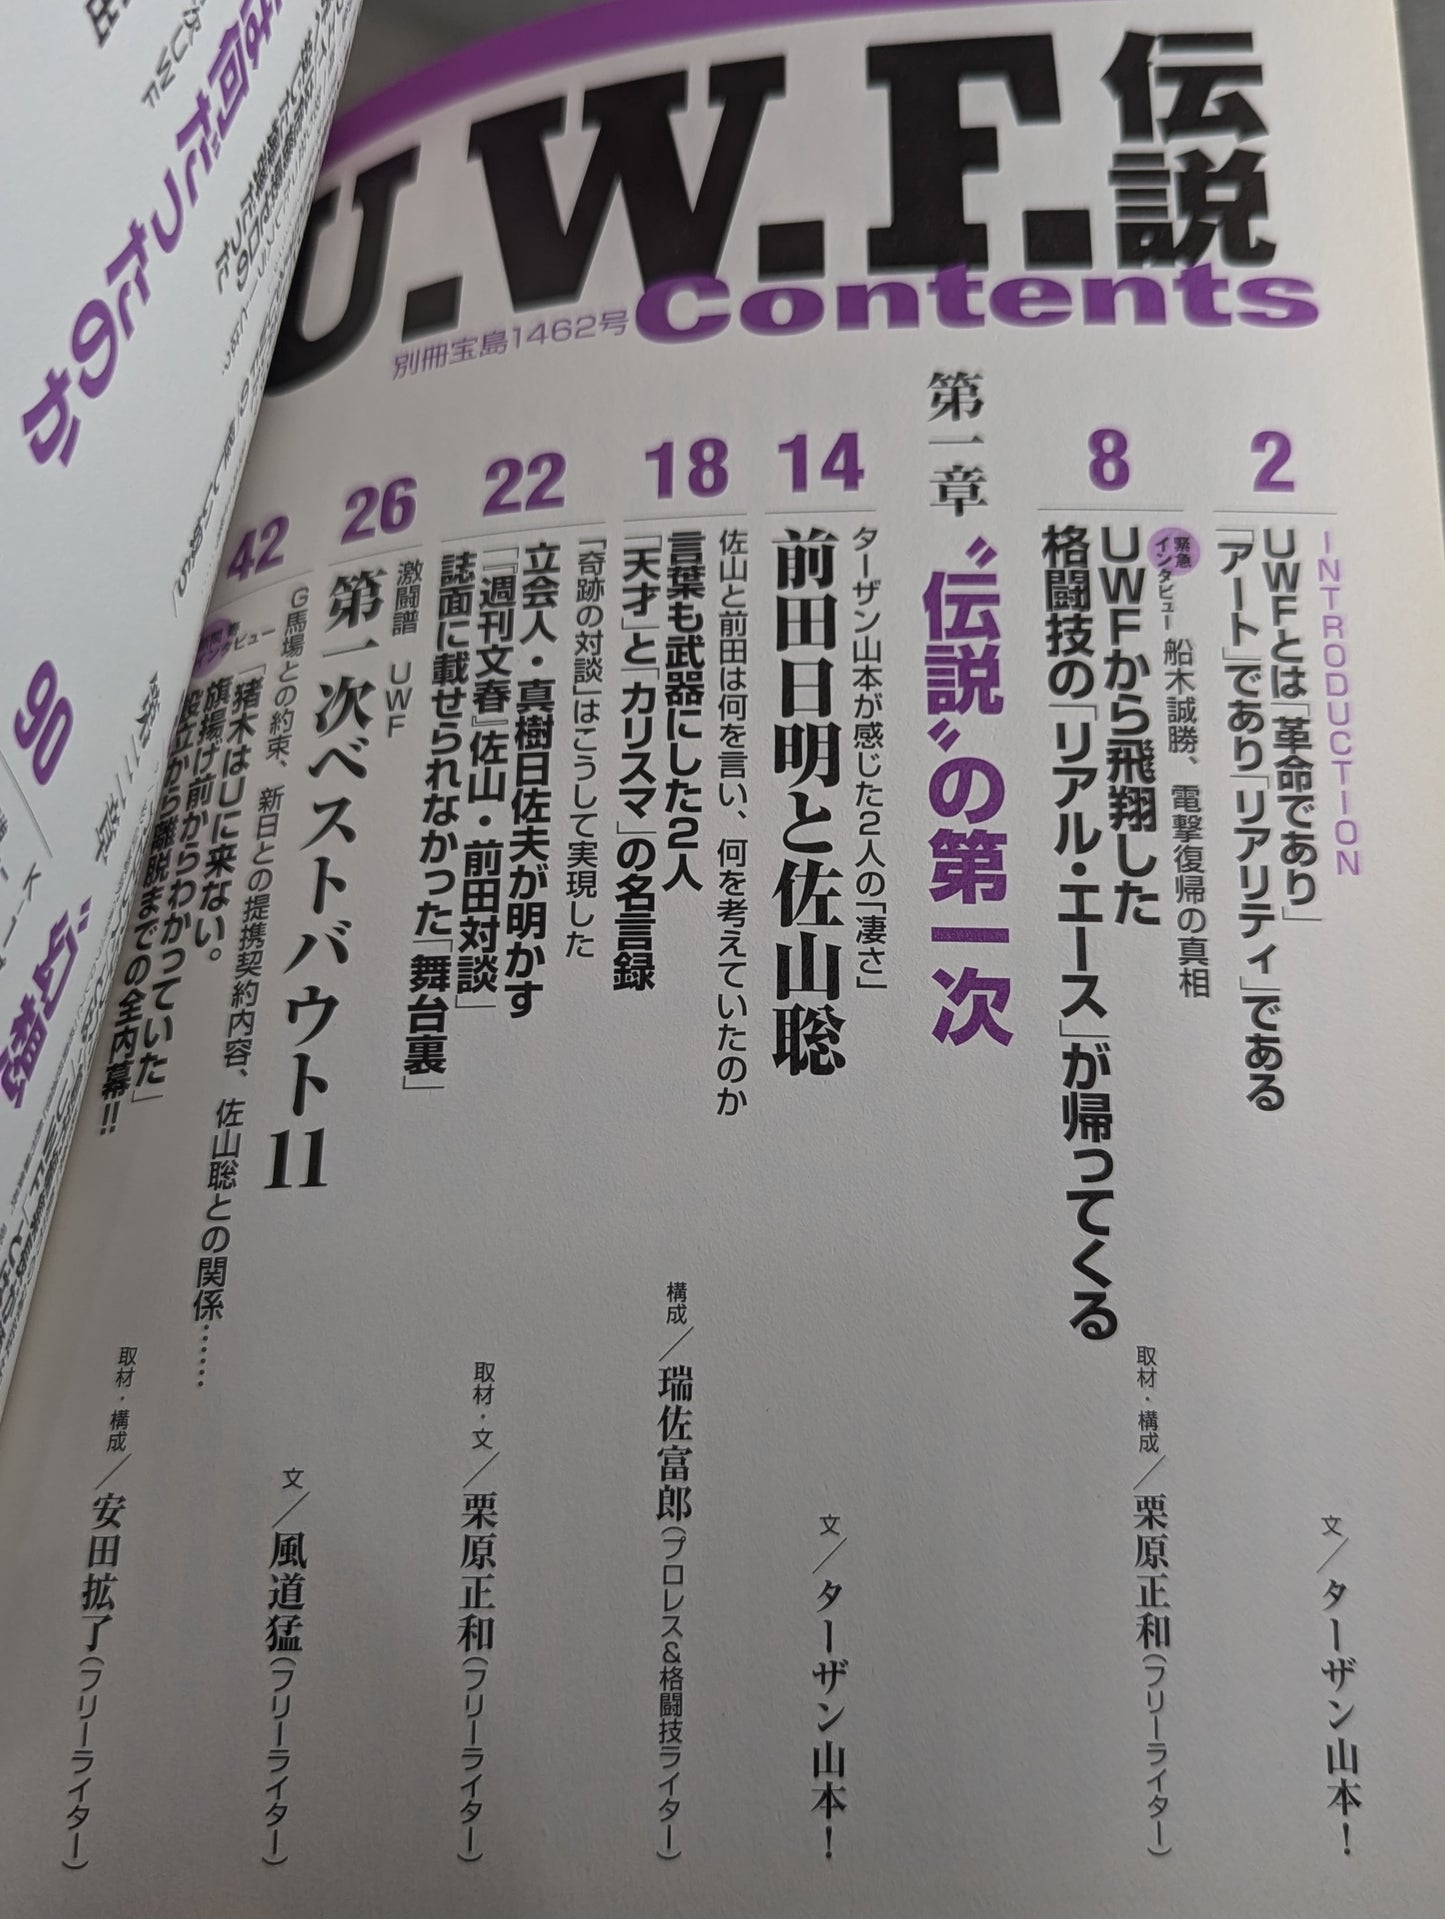 U.W.F.伝説
別冊宝島1462号
Contents
2
INTRODUCTION
UWFとは「革命であり」
「アート」であり「リアリティ」である
文／ターザン山本！
8
緊急インタビュー
船木誠勝、電撃復帰の真相
UWFから飛翔した
格闘技の「リアル・エース」が帰ってくる
取材・構成／栗原正和（フリーライター）
第一章 〝伝説〟の第一次
14
ターザン山本が感じた2人の「凄さ」
前田日明と佐山聡
文／ターザン山本！
18
佐山と前田は何を言い、何を考えていたのか
言葉も武器にした2人
「天才」と「カリスマ」の名言録
構成／瑞佐富郎（プロレス&格闘技ライター）
22
「奇跡の対談」はこうして実現した
立会人・真樹日佐夫が明かす
「『週刊文春』佐山・前田対談」
誌面に載せられなかった「舞台裏」
取材・文／栗原正和（フリーライター）
26
激闘譜 UWF
第一次ベストバウト11
文／風道猛（フリーライター）
42
G馬場との約束、新日との提携契約内容、佐山聡との関係……
インタビュー
「猪木はUに来ない。
旗揚げ前からわかっていた」
設立から離脱までの全内幕!!
取材・構成／安田拡了（フリーライター）
90